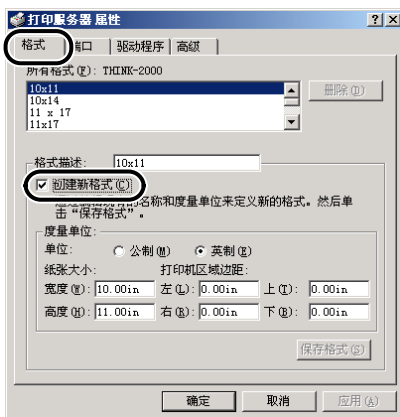 打印服务器 属性
格式 端口 驱动程序 高级
所有格式(F): THINK-2000
10x11
10x14
11 x 17
11x17
删除(D)
格式描述: 10x11
创建新格式(C)
通过编辑现有的名称和度量单位来定义新的格式。然后单
击“保存格式”。
度量单位:
单位: 公制(M) 英制(E)
纸张大小: 打印机区域边距:
宽度(W): 10.00in 左(L): 0.00in 上(T): 0.00in
高度(H): 11.00in 右(R): 0.00in 下(B): 0.00in
保存格式(S)
确定 取消 应用(A)